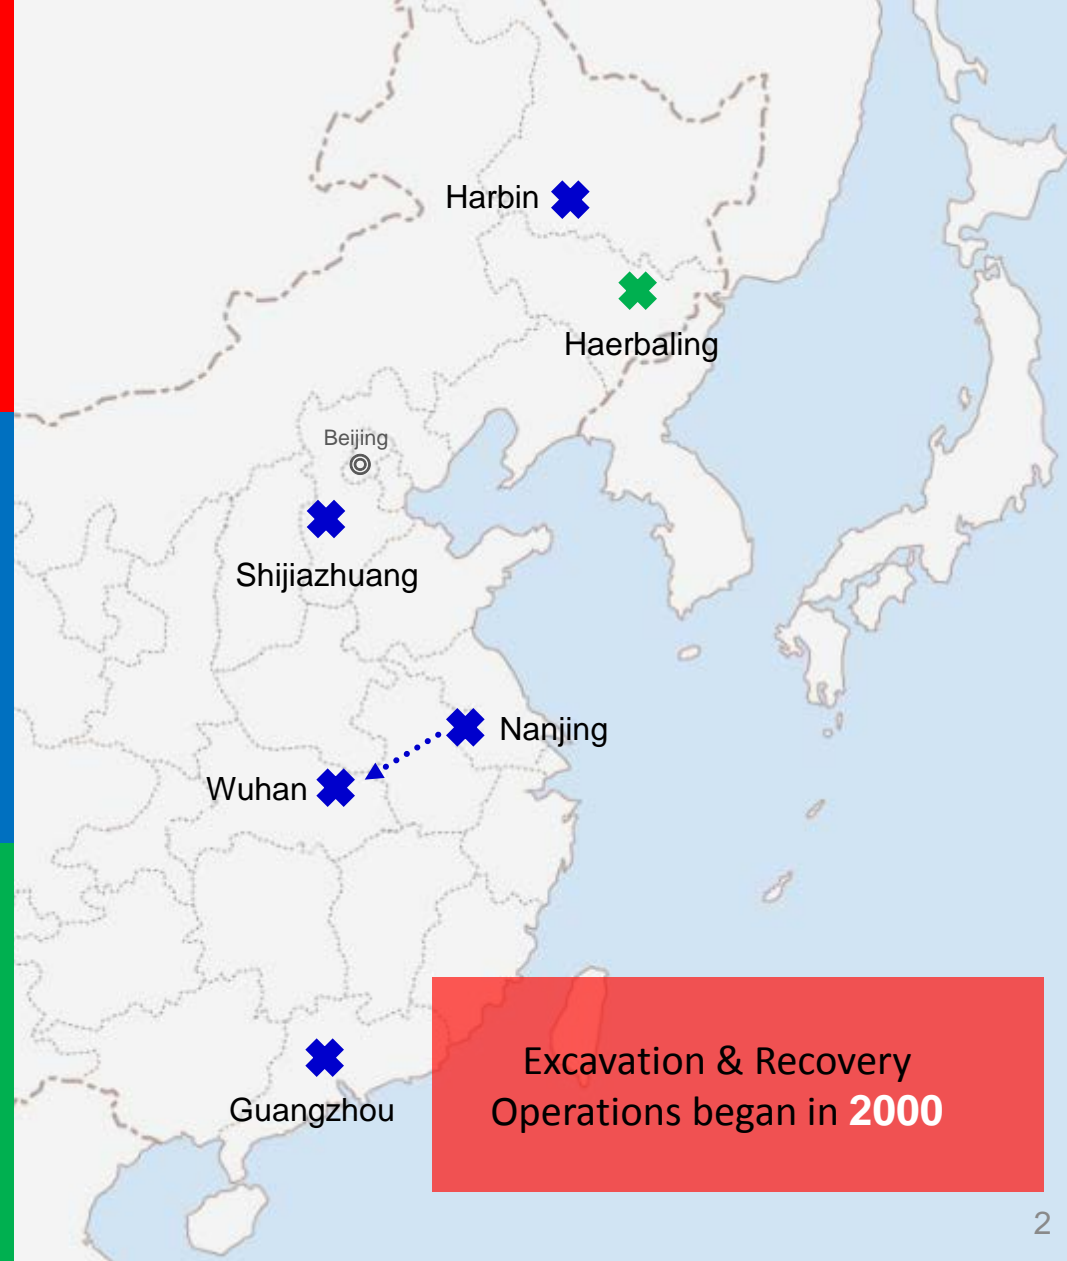 Harbin
Haerbaling
Beijing
Shijiazhuang
Nanjing
Wuhan
Excavation & Recovery
Operations began in 2000
Guangzhou
2